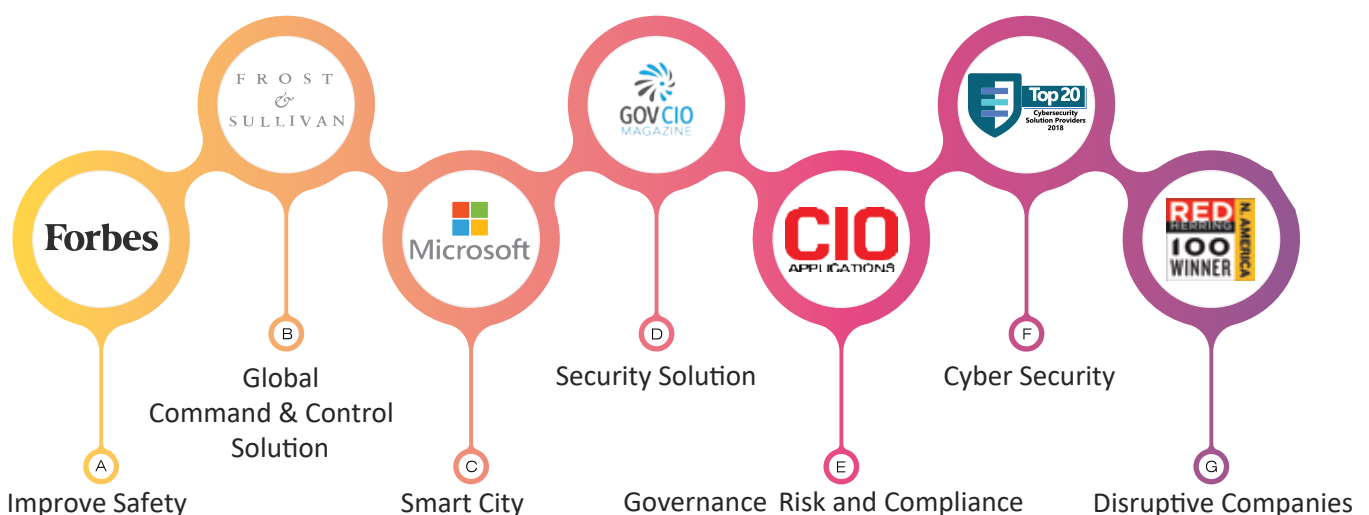 Forbes
A
Improve Safety
FROST
&
SULLIVAN
B
Global
Command & Control
Solution
Microsoft
C
Smart City
GOVCIO
MAGAZINE
D
Security Solution
CIO
APPLICATIONS
E
Governance Risk and Compliance
Top 20
Cybersecurity
Solution Providers
2018
F
Cyber Security
RED
HERRING
100
WINNER
N. AMERICA
G
Disruptive Companies